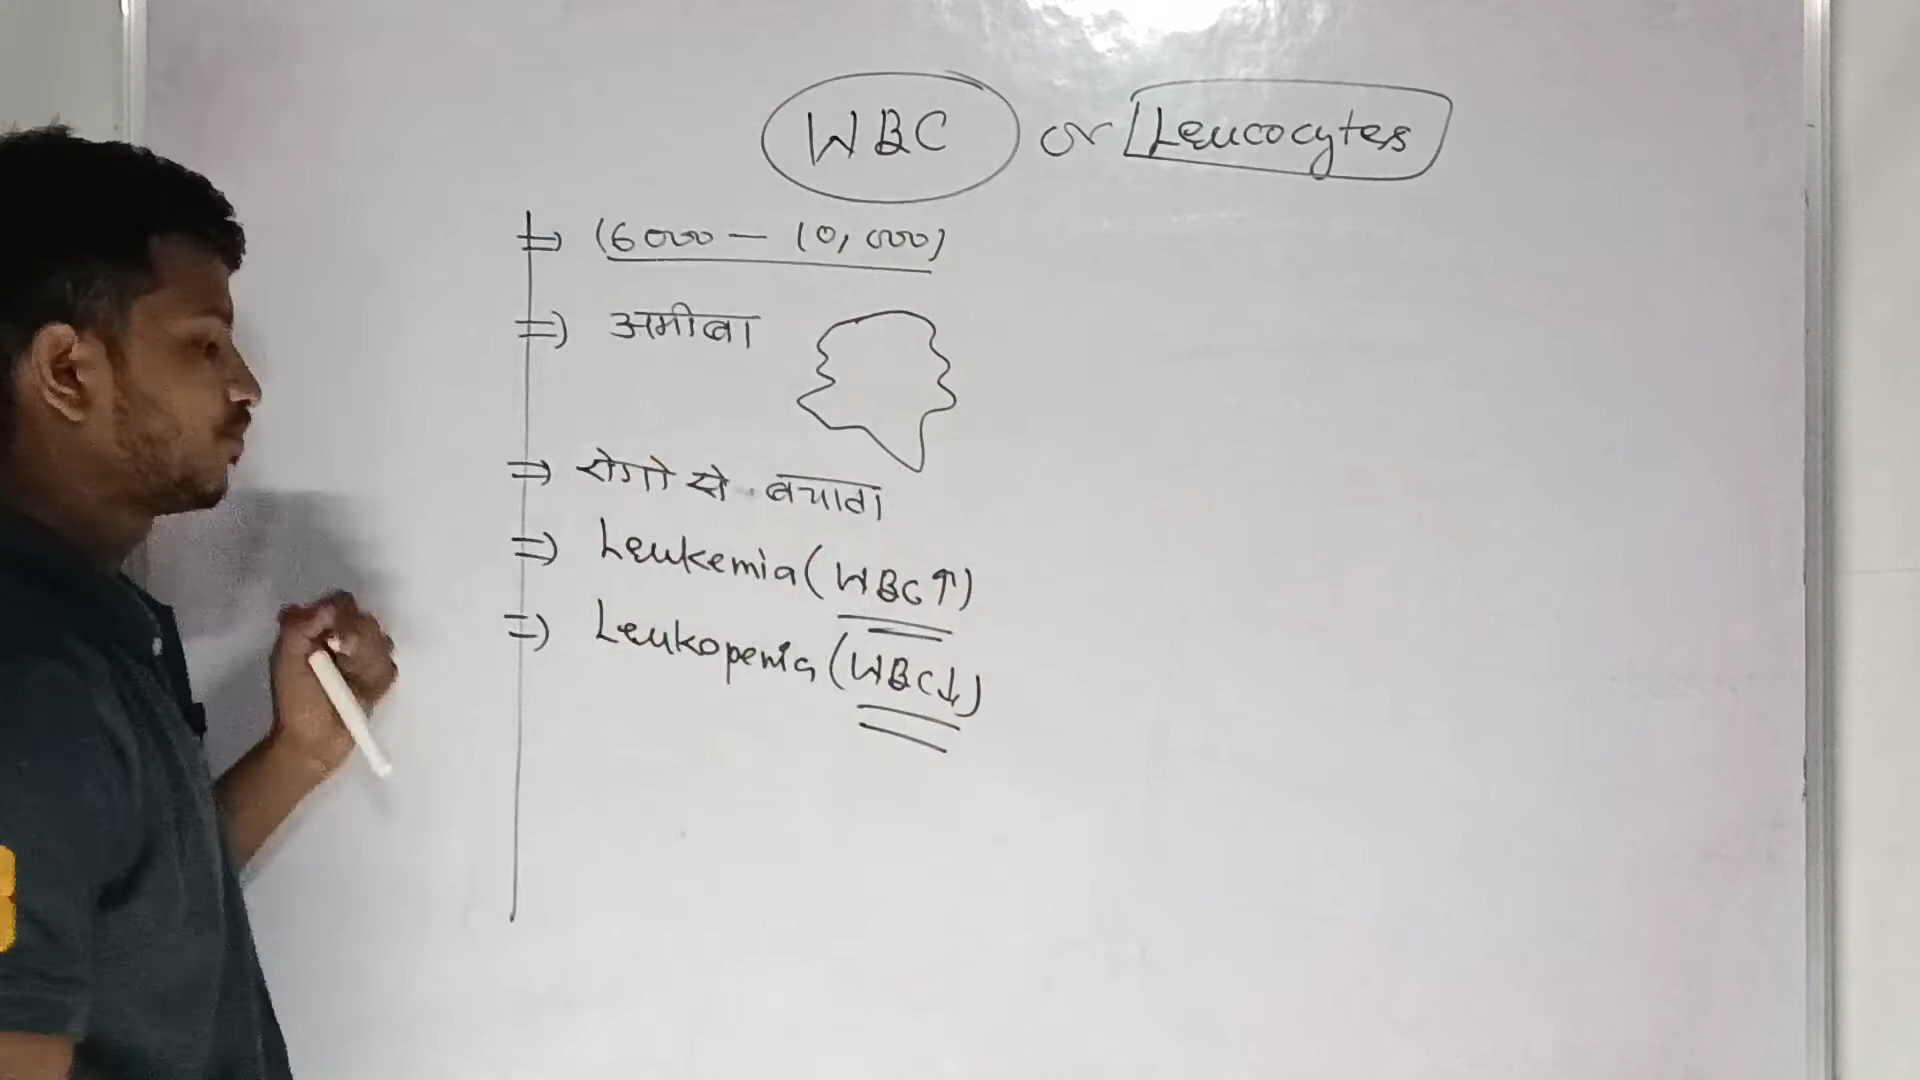 WBC or Leucocytes
⇒ (6000 – 10,000)
⇒ अमीबा
⇒ रोगो से बचाव
⇒ Leukemia (WBC↑)
⇒ Leukopenia (WBC↓)